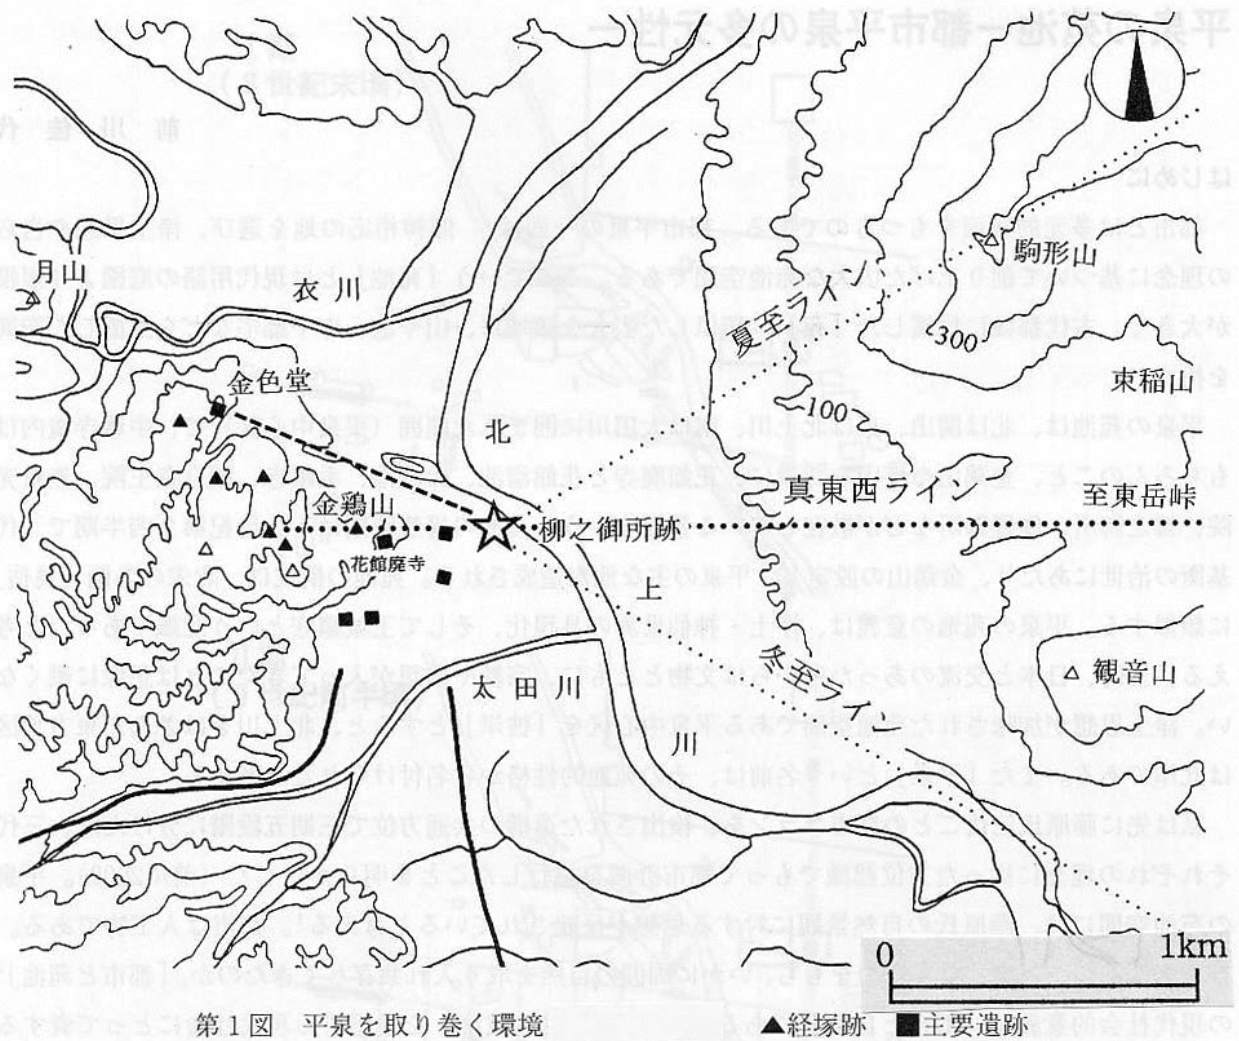 月山
衣川
金色堂
駒形山
300
夏至ライン
束稲山
100
北
金鶏山
真東西ライン
至東岳峠
柳之御所跡
花館廃寺
上
太田川
冬至ライン
観音山
川
0 1km
第1図 平泉を取り巻く環境
▲経塚跡 ■主要遺跡